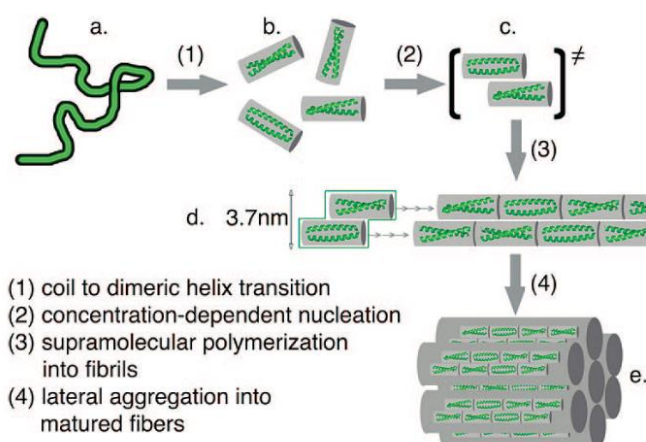 a.
(1)
b.
(2)
c.
≠
(3)
d.
3.7nm
(4)
e.
(1) coil to dimeric helix transition
(2) concentration-dependent nucleation
(3) supramolecular polymerization
into fibrils
(4) lateral aggregation into
matured fibers